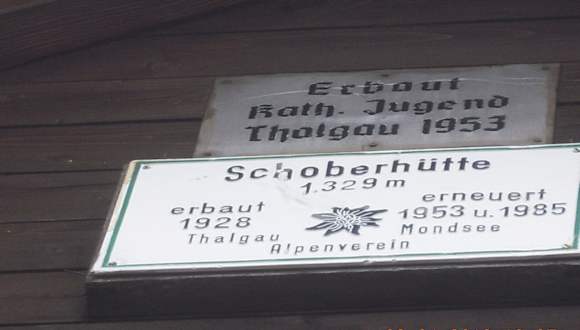 Erbaut
Kath. Jugend
Thalgau 1953
Schoberhütte
1.329 m
erbaut
1928
erneuert
1953 u. 1985
Thalgau
Alpenverein
Mondsee